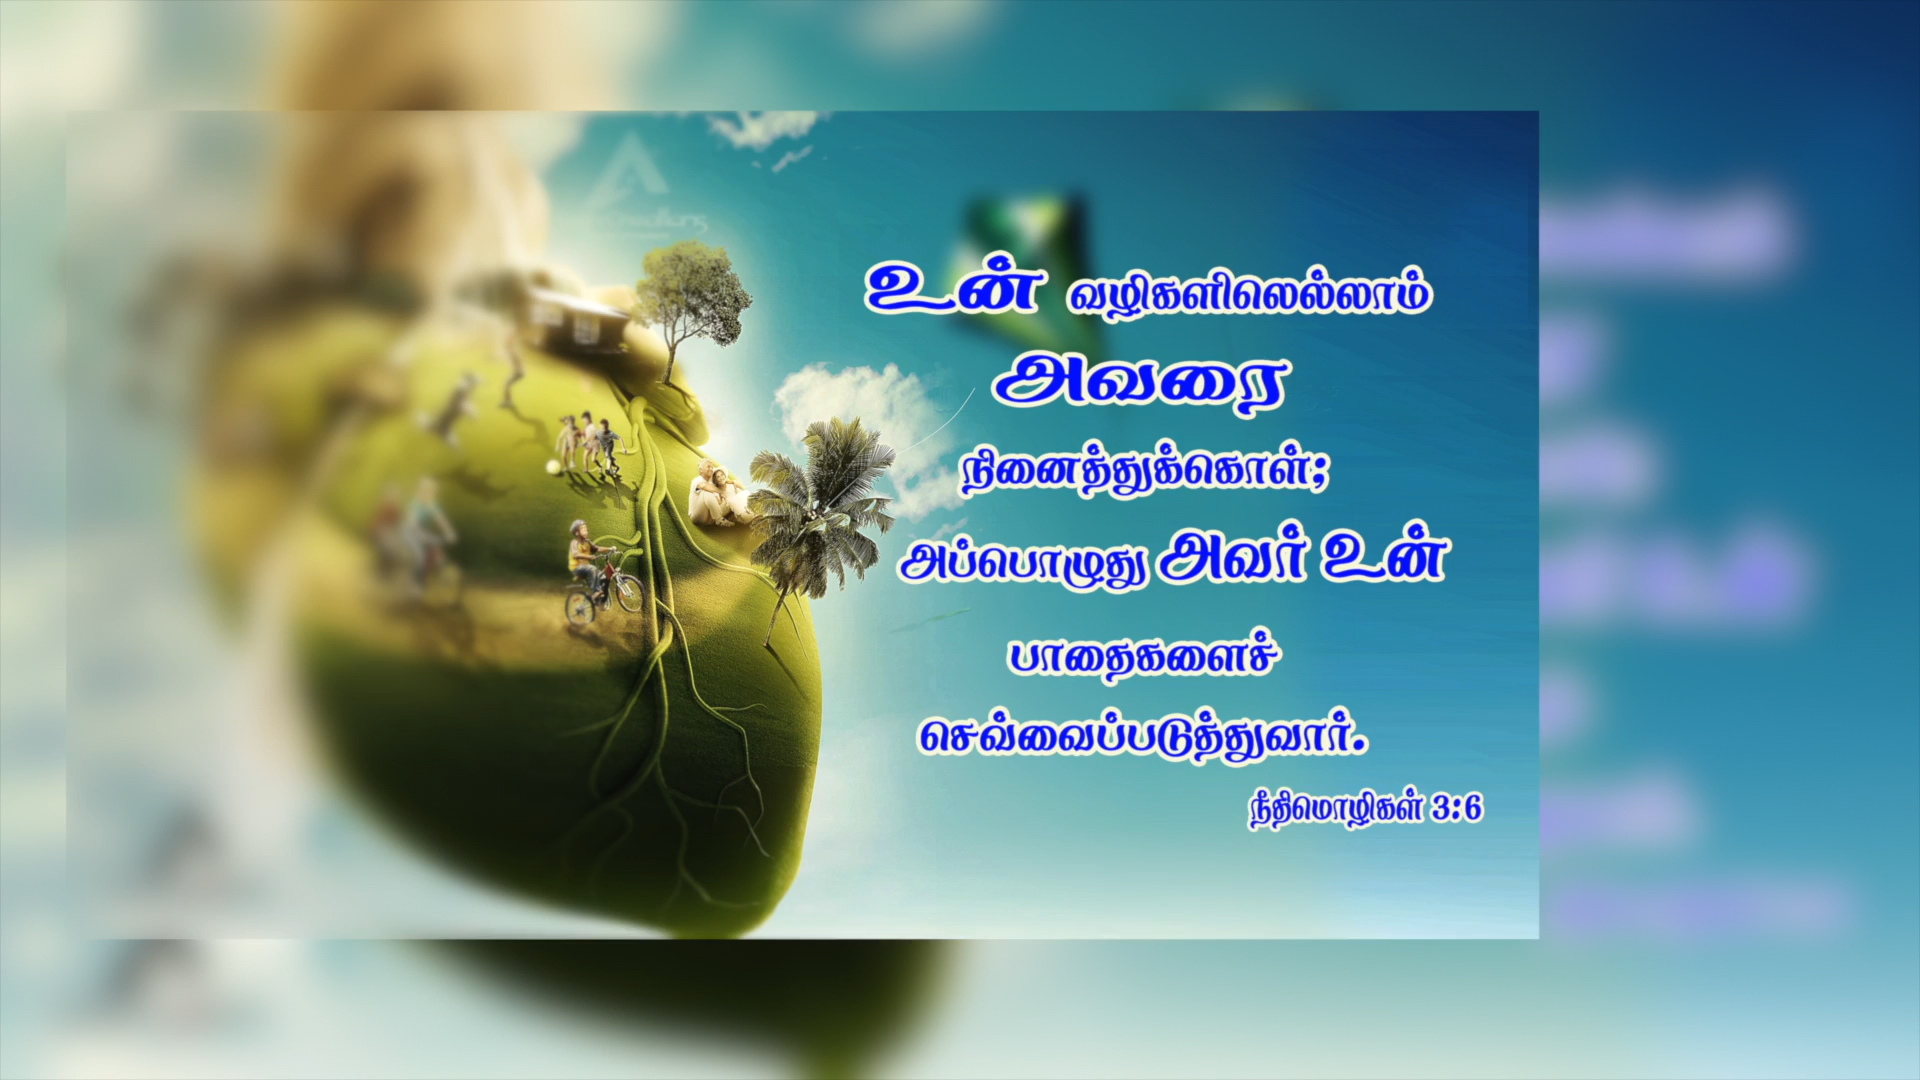 உன் வழிகளிலெல்லாம்
அவரை
நினைத்துக்கொள்;
அப்பொழுது அவர் உன்
பாதைகளைச்
செவ்வைப்படுத்துவார்.
நீதிமொழிகள் 3:6